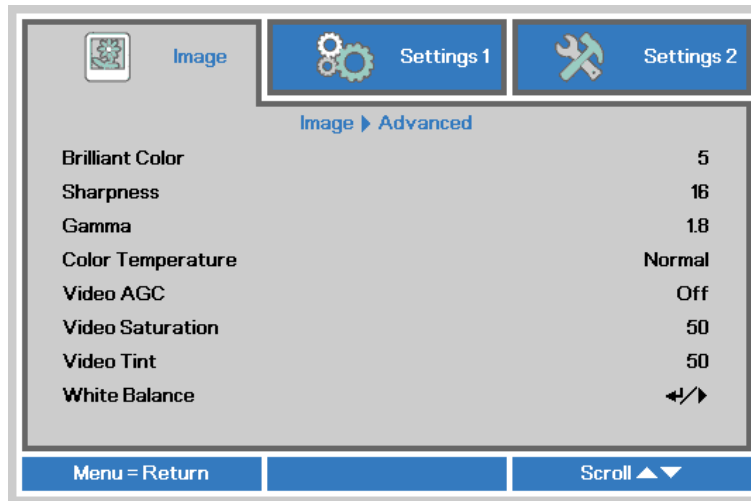 Image Settings 1 Settings 2
Image ▶ Advanced
Brilliant Color 5
Sharpness 16
Gamma 1.8
Color Temperature Normal
Video AGC Off
Video Saturation 50
Video Tint 50
White Balance ↵/▶
Menu = Return Scroll ▲▼